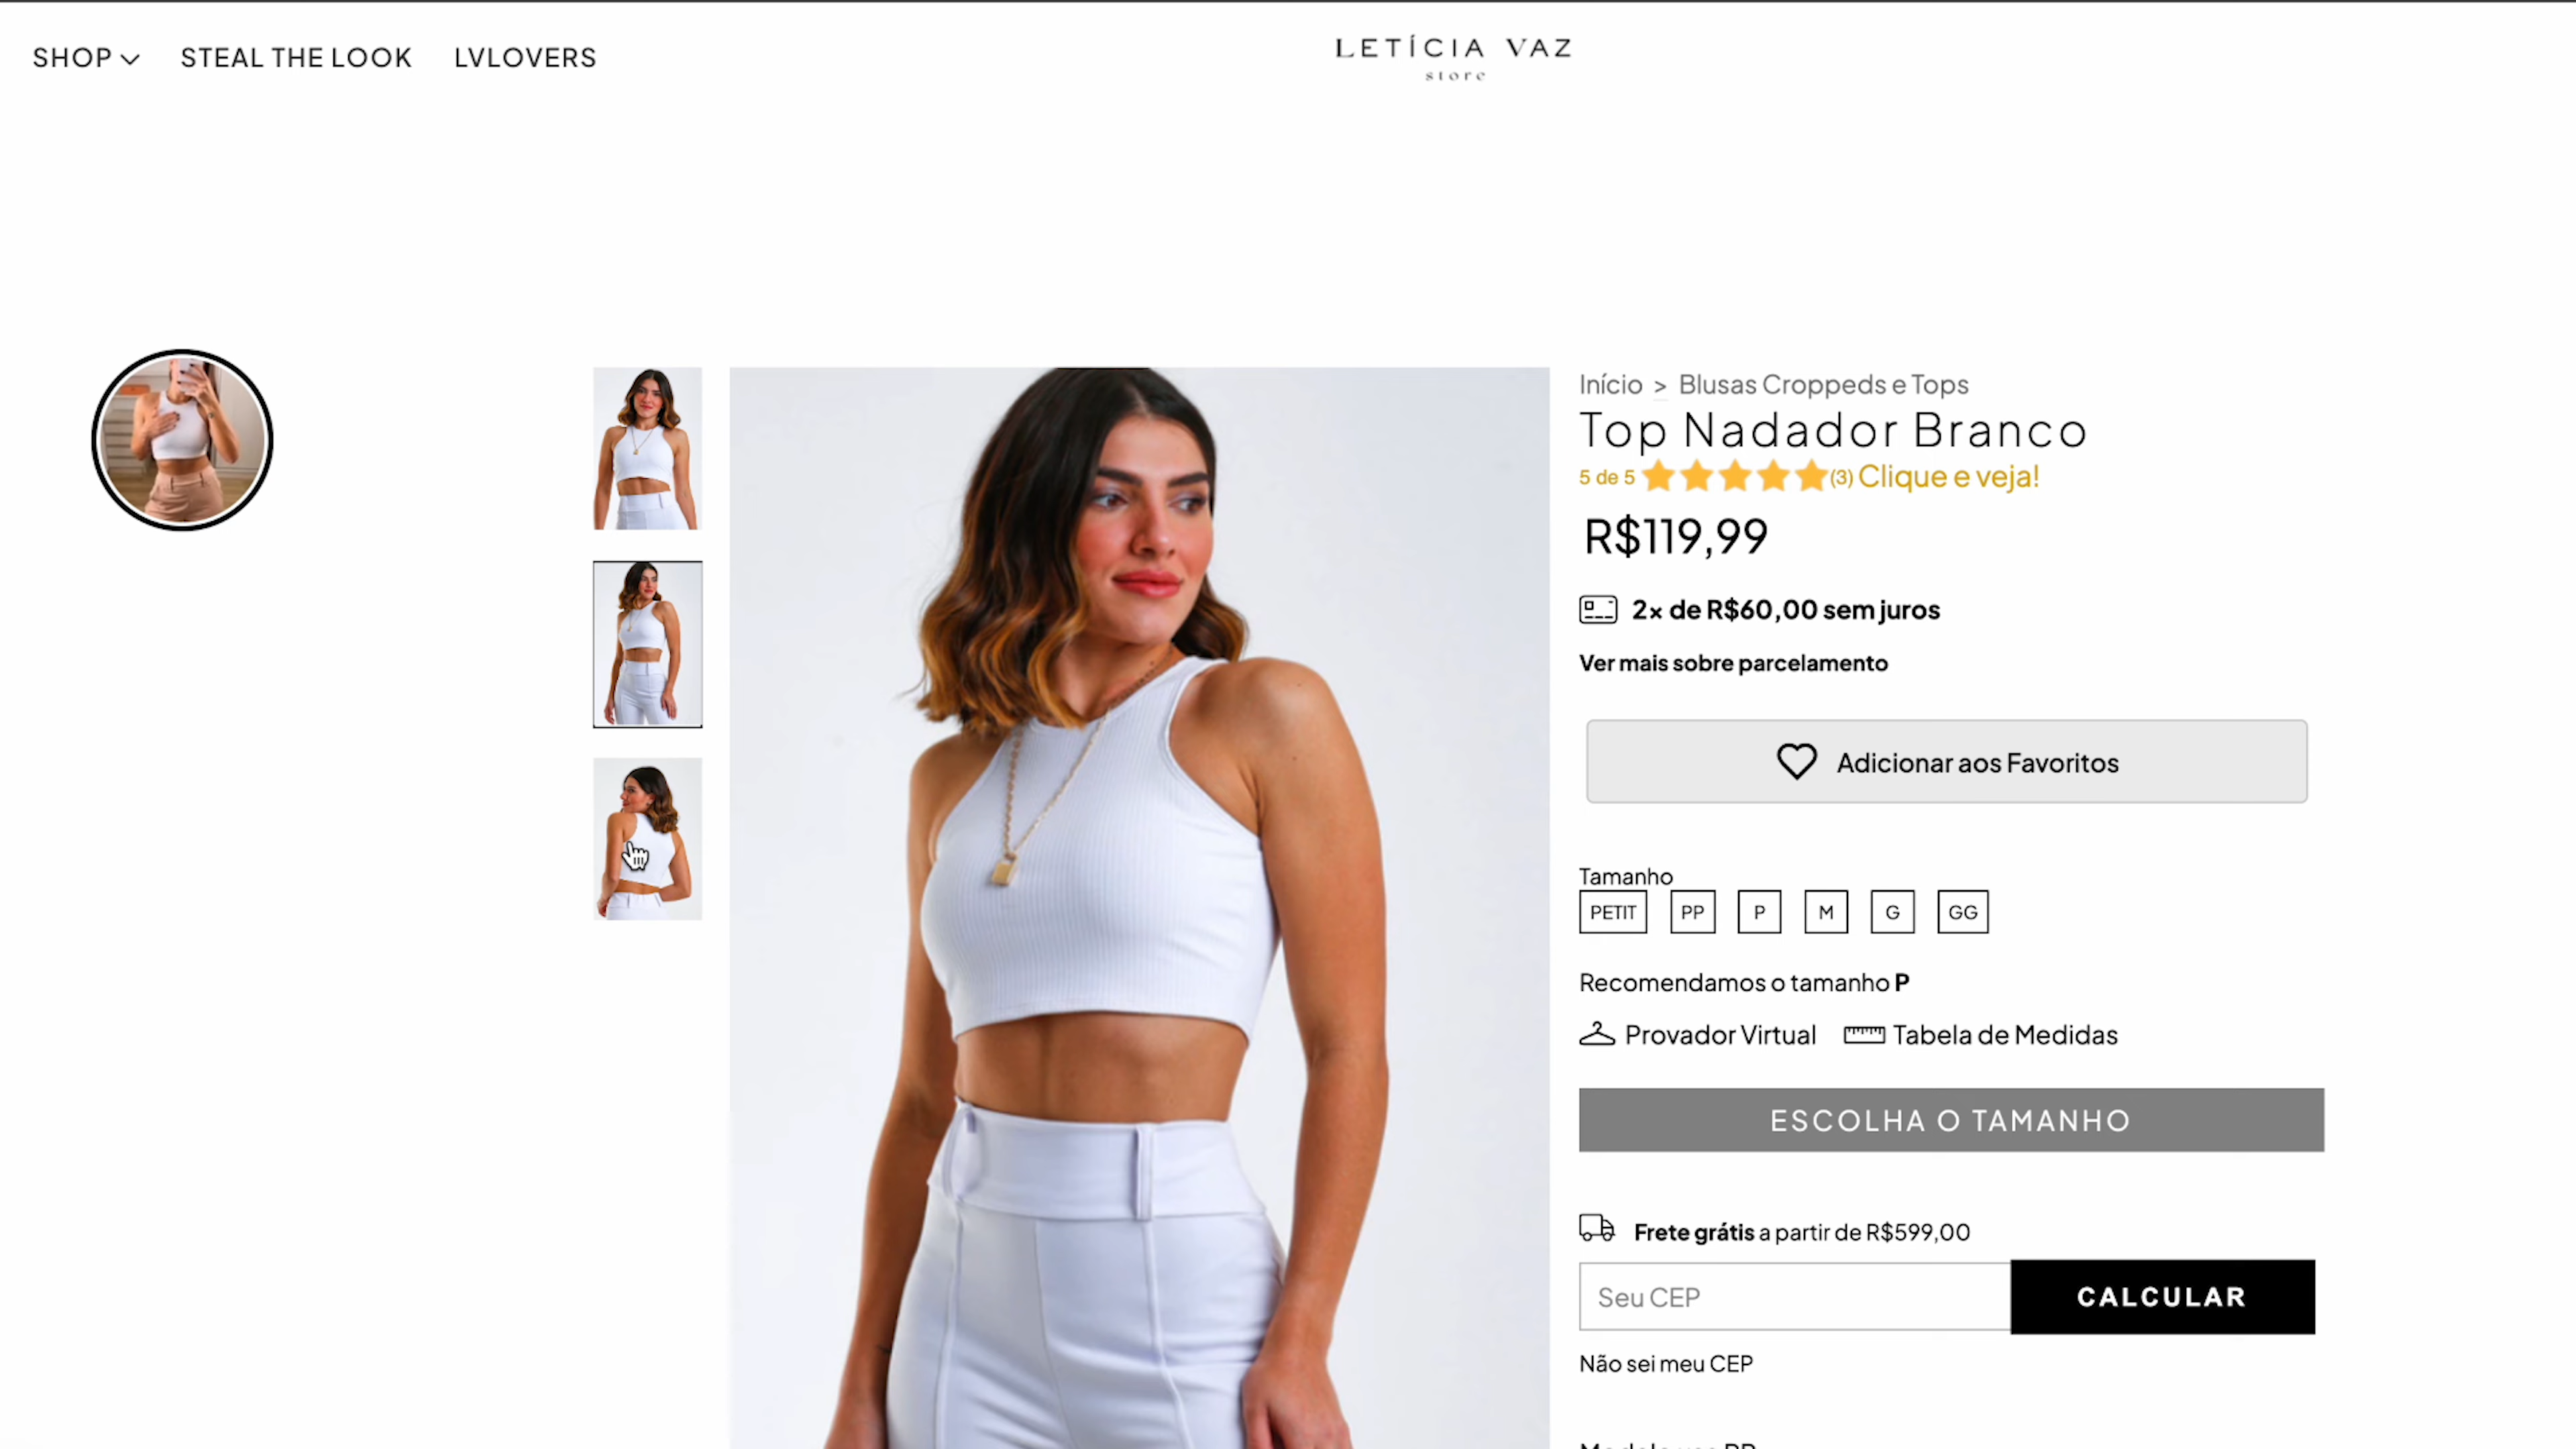 SHOP
STEAL THE LOOK
LVLOVERS
LETÍCIA VAZ
store
Início > Blusas Croppeds e Tops
Top Nadador Branco
5 de 5 (3) Clique e veja!
R$119,99
2x de R$60,00 sem juros
Ver mais sobre parcelamento
Adicionar aos Favoritos
Tamanho
PETIT PP P M G GG
Recomendamos o tamanho P
Provador Virtual Tabela de Medidas
ESCOLHA O TAMANHO
Frete grátis a partir de R$599,00
Seu CEP
CALCULAR
Não sei meu CEP